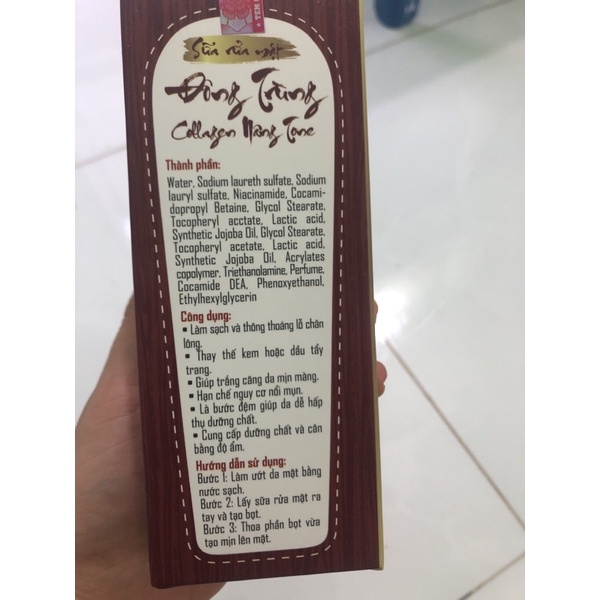 TEM
Sữa rửa mặt
Đông Trùng
Collagen Nâng Tone
Thành phần:
Water, Sodium laureth sulfate, Sodium
lauryl sulfate, Niacinamide, Cocami-
dopropyl Betaine, Glycol Stearate,
Tocopheryl acctate, Lactic acid,
Synthetic Jojoba Oil, Glycol Stearate,
Tocopheryl acetate, Lactic acid,
Synthetic Jojoba Oil, Acrylates
copolymer, Triethanolamine, Perfume,
Cocamide DEA, Phenoxyethanol,
Ethylhexylglycerin
Công dụng:
▪ Làm sạch và thông thoáng lỗ chân
lông.
▪ Thay thế kem hoặc dầu tẩy
trang.
▪ Giúp trắng căng da mịn màng.
▪ Hạn chế nguy cơ nổi mụn.
▪ Là bước đệm giúp da dễ hấp
thụ dưỡng chất.
▪ Cung cấp dưỡng chất và cân
bằng độ ẩm.
Hướng dẫn sử dụng:
Bước 1: Làm ướt da mặt bằng
nước sạch.
Bước 2: Lấy sữa rửa mặt ra
tay và tạo bọt.
Bước 3: Thoa phần bọt vừa
tạo mịn lên mặt.